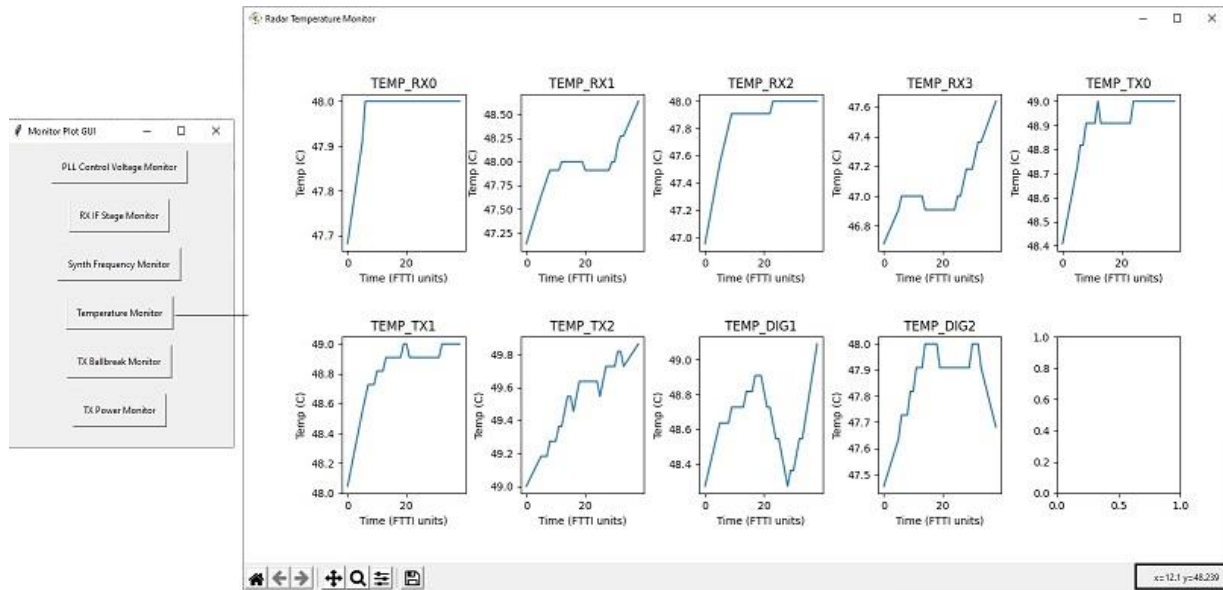 Monitor Plot GUI
PLL Control Voltage Monitor
RX IF Stage Monitor
Synth Frequency Monitor
Temperature Monitor
TX Ballbreak Monitor
TX Power Monitor
Radar Temperature Monitor
TEMP_RX0
48.0
47.9
47.8
47.7
Temp (C)
0 20
Time (FTTI units)
TEMP_RX1
48.50
48.25
48.00
47.75
47.50
47.25
Temp (C)
0 20
Time (FTTI units)
TEMP_RX2
48.0
47.8
47.6
47.4
47.2
47.0
Temp (C)
0 20
Time (FTTI units)
TEMP_RX3
47.6
47.4
47.2
47.0
46.8
Temp (C)
0 20
Time (FTTI units)
TEMP_TX0
49.0
48.9
48.8
48.7
48.6
48.5
48.4
Temp (C)
0 20
Time (FTTI units)
TEMP_TX1
49.0
48.8
48.6
48.4
48.2
48.0
Temp (C)
0 20
Time (FTTI units)
TEMP_TX2
49.8
49.6
49.4
49.2
49.0
Temp (C)
0 20
Time (FTTI units)
TEMP_DIG1
49.0
48.8
48.6
48.4
Temp (C)
0 20
Time (FTTI units)
TEMP_DIG2
48.0
47.9
47.8
47.7
47.6
47.5
Temp (C)
0 20
Time (FTTI units)
1.0
0.8
0.6
0.4
0.2
0.0
0.0 0.5 1.0
x=12.1 y=48.239